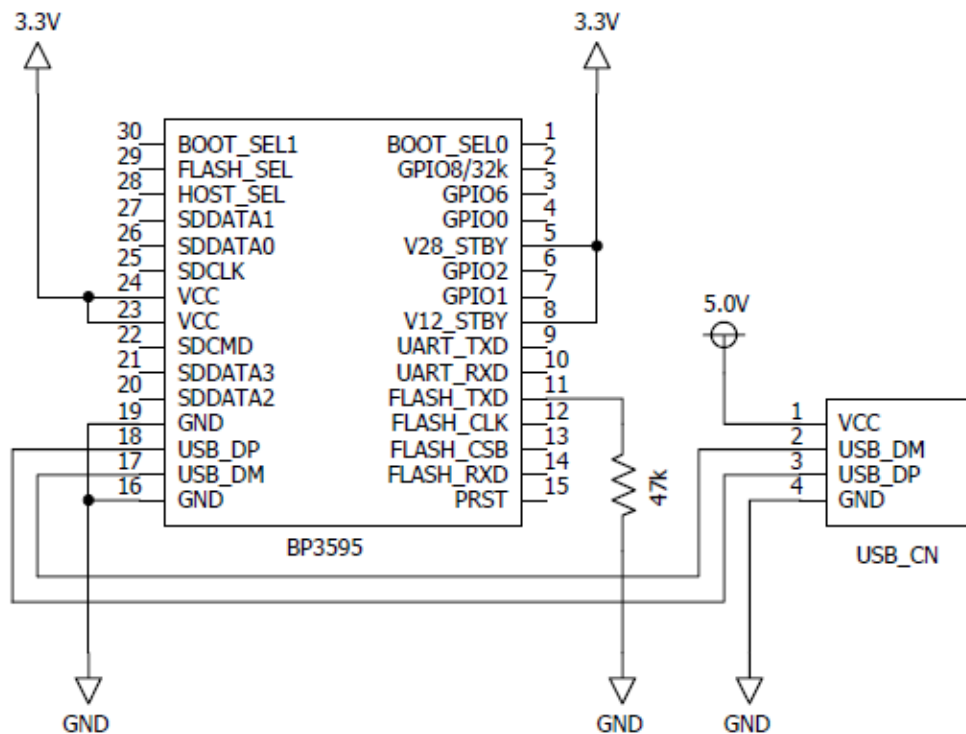 3.3V 3.3V
30 BOOT_SEL1 BOOT_SEL0 1
29 FLASH_SEL GPIO8/32k 2
28 HOST_SEL GPIO6 3
27 SDDATA1 GPIO0 4
26 SDDATA0 V28_STBY 5
25 SDCLK GPIO2 6
24 VCC GPIO1 7
23 VCC V12_STBY 8
22 SDCMD UART_TXD 9
21 SDDATA3 UART_RXD 10
20 SDDATA2 FLASH_TXD 11
19 GND FLASH_CLK 12
18 USB_DP FLASH_CSB 13
17 USB_DM FLASH_RXD 14
16 GND PRST 15
BP3595
47k
5.0V
1 VCC
2 USB_DM
3 USB_DP
4 GND
USB_CN
GND GND GND